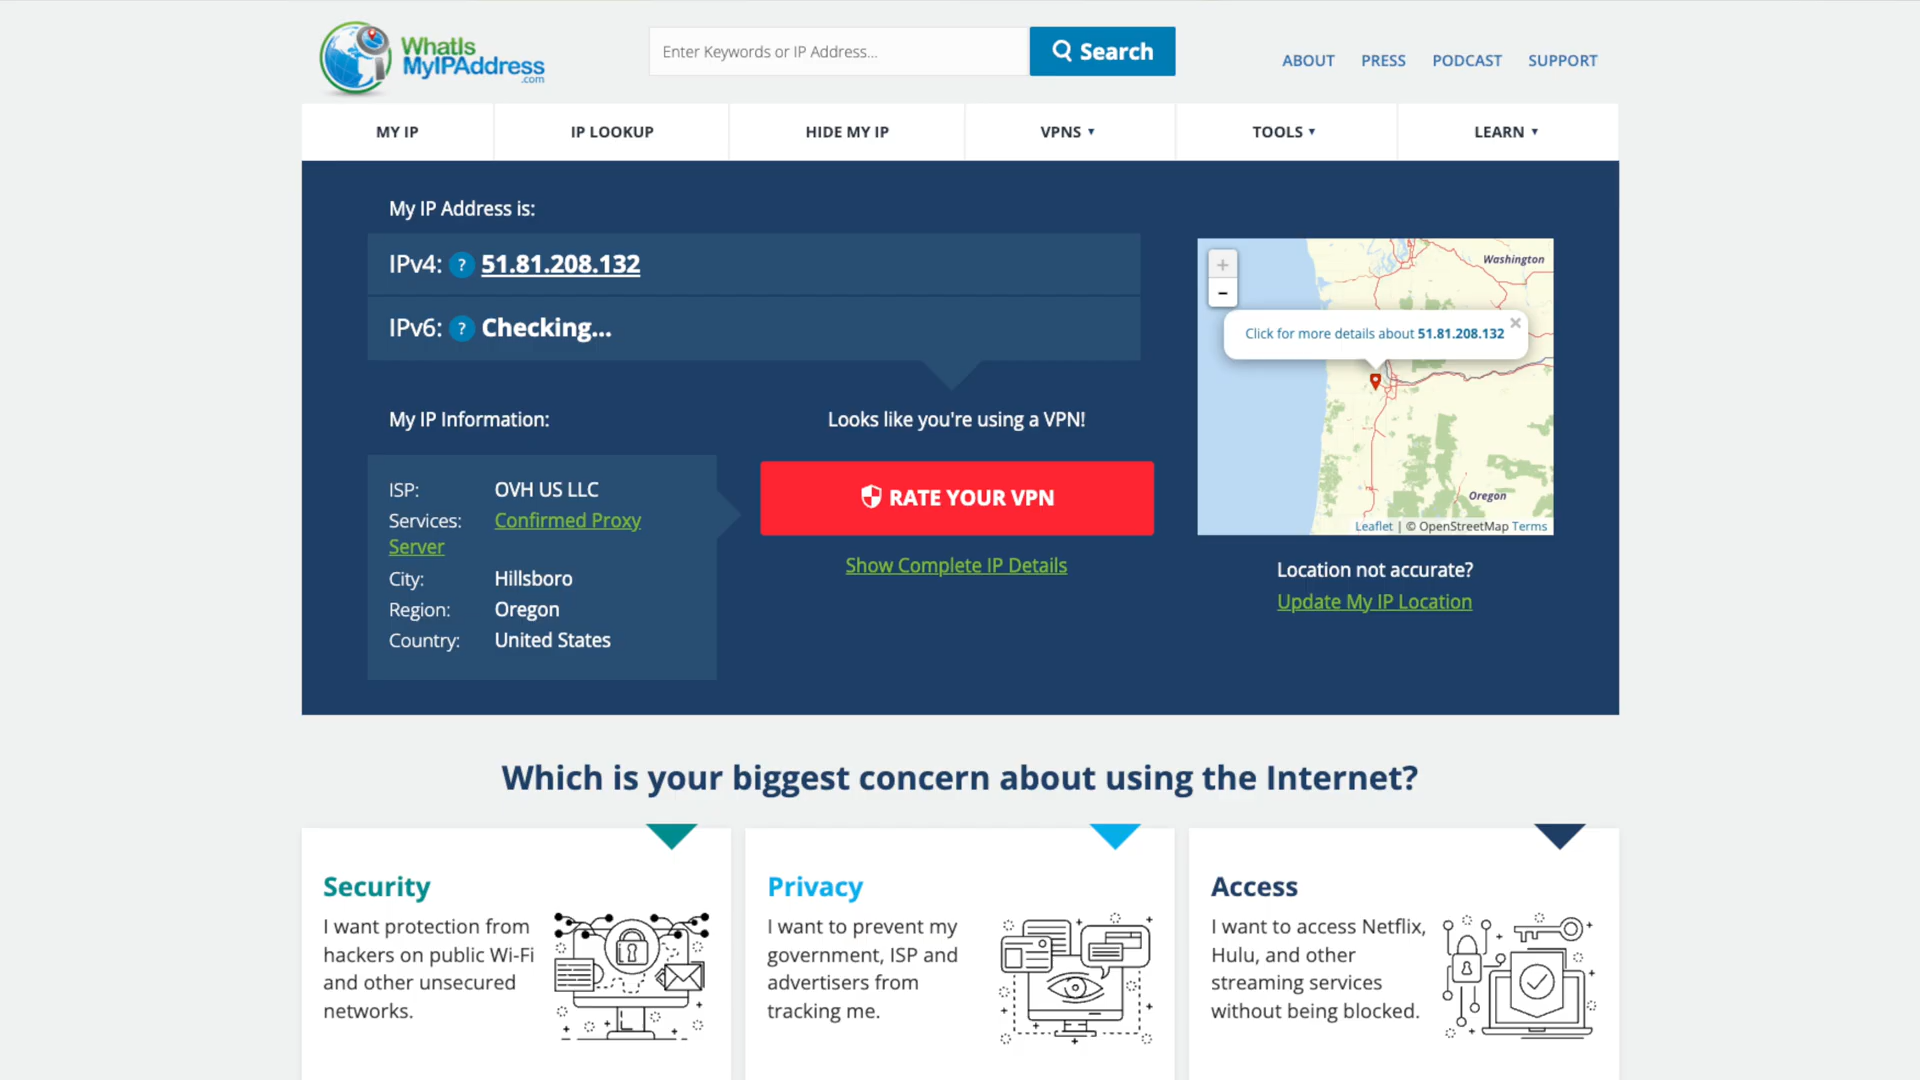 WhatIs
MyIPAddress
.com
Enter Keywords or IP Address...
Search
ABOUT PRESS PODCAST SUPPORT
MY IP IP LOOKUP HIDE MY IP VPNS ▼ TOOLS ▼ LEARN ▼
My IP Address is:
IPv4: ? 51.81.208.132
IPv6: ? Checking...
My IP Information:
ISP: OVH US LLC
Services: Confirmed Proxy
Server
City: Hillsboro
Region: Oregon
Country: United States
Looks like you're using a VPN!
RATE YOUR VPN
Show Complete IP Details
+
−
Washington
Click for more details about 51.81.208.132
×
Oregon
Leaflet | © OpenStreetMap Terms
Location not accurate?
Update My IP Location
Which is your biggest concern about using the Internet?
Security
I want protection from
hackers on public Wi-Fi
and other unsecured
networks.
Privacy
I want to prevent my
government, ISP and
advertisers from
tracking me.
Access
I want to access Netflix,
Hulu, and other
streaming services
without being blocked.